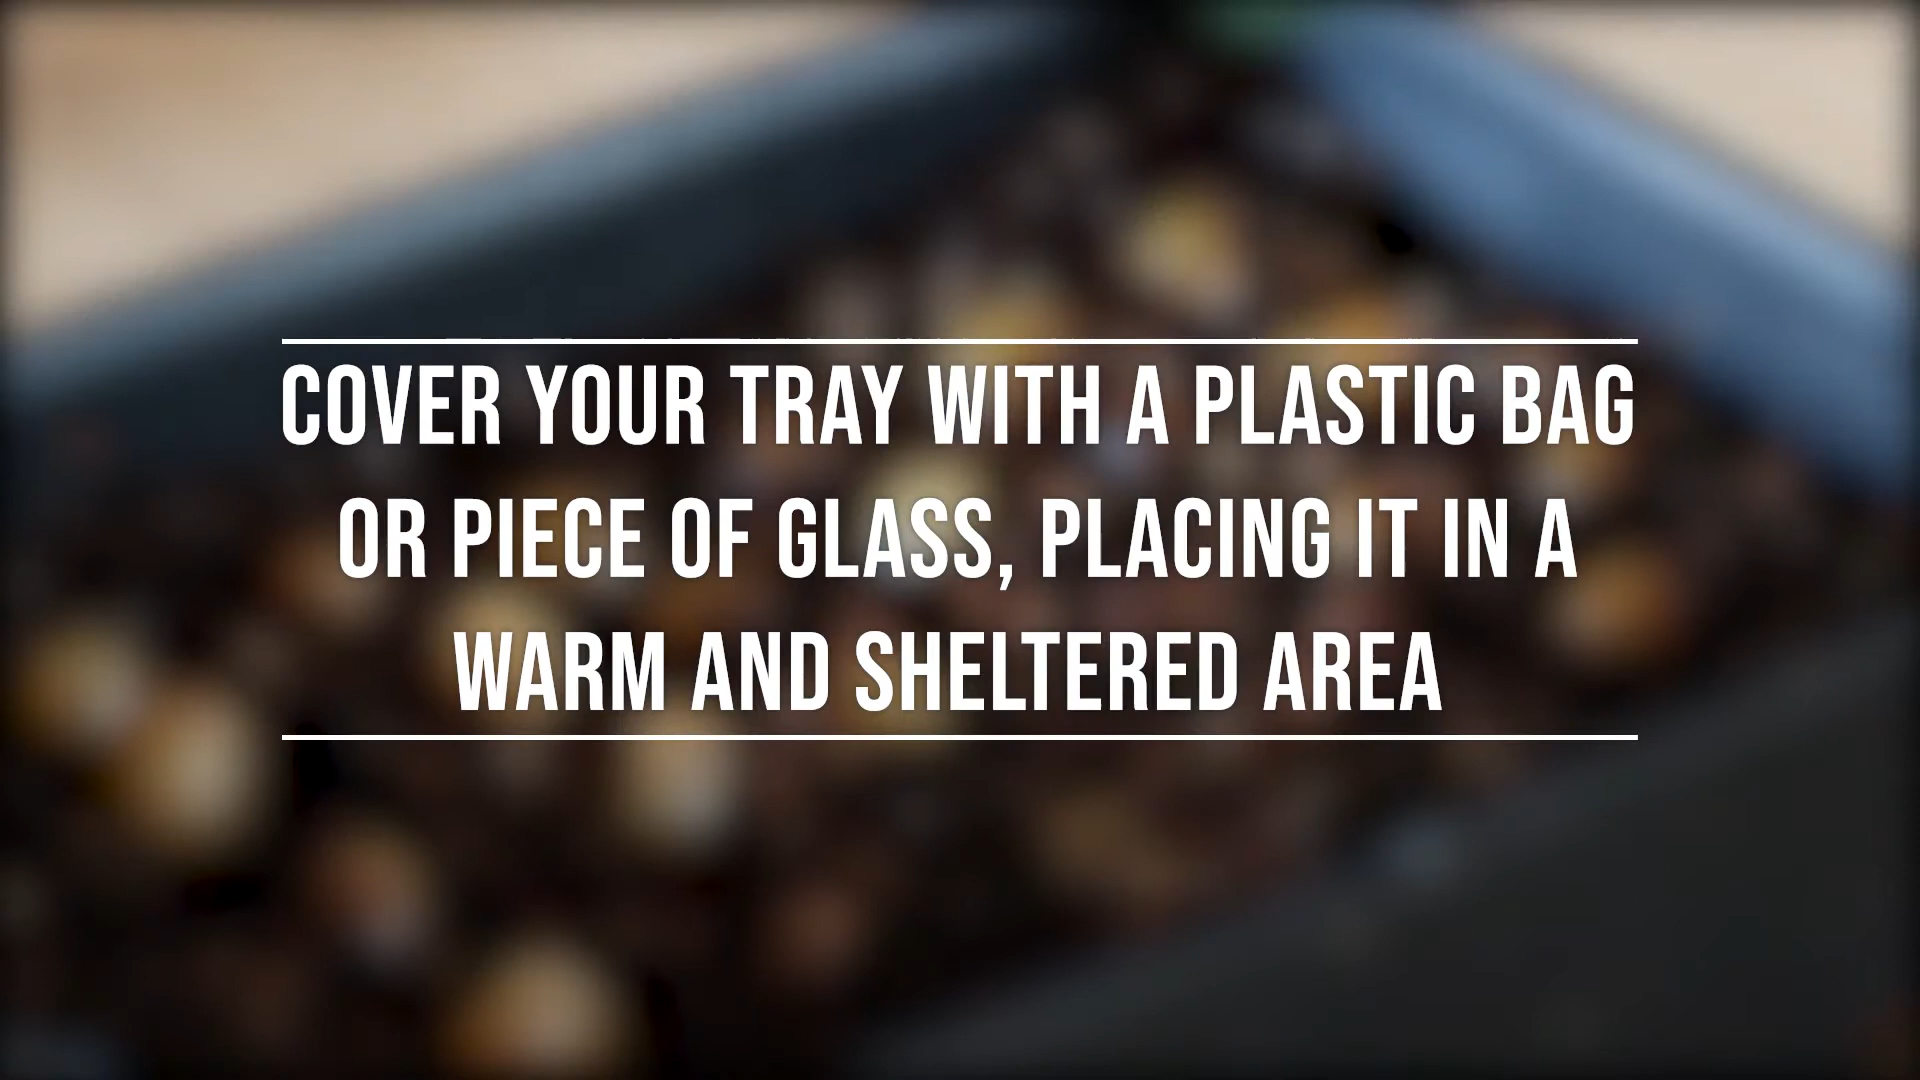 COVER YOUR TRAY WITH A PLASTIC BAG
OR PIECE OF GLASS, PLACING IT IN A
WARM AND SHELTERED AREA